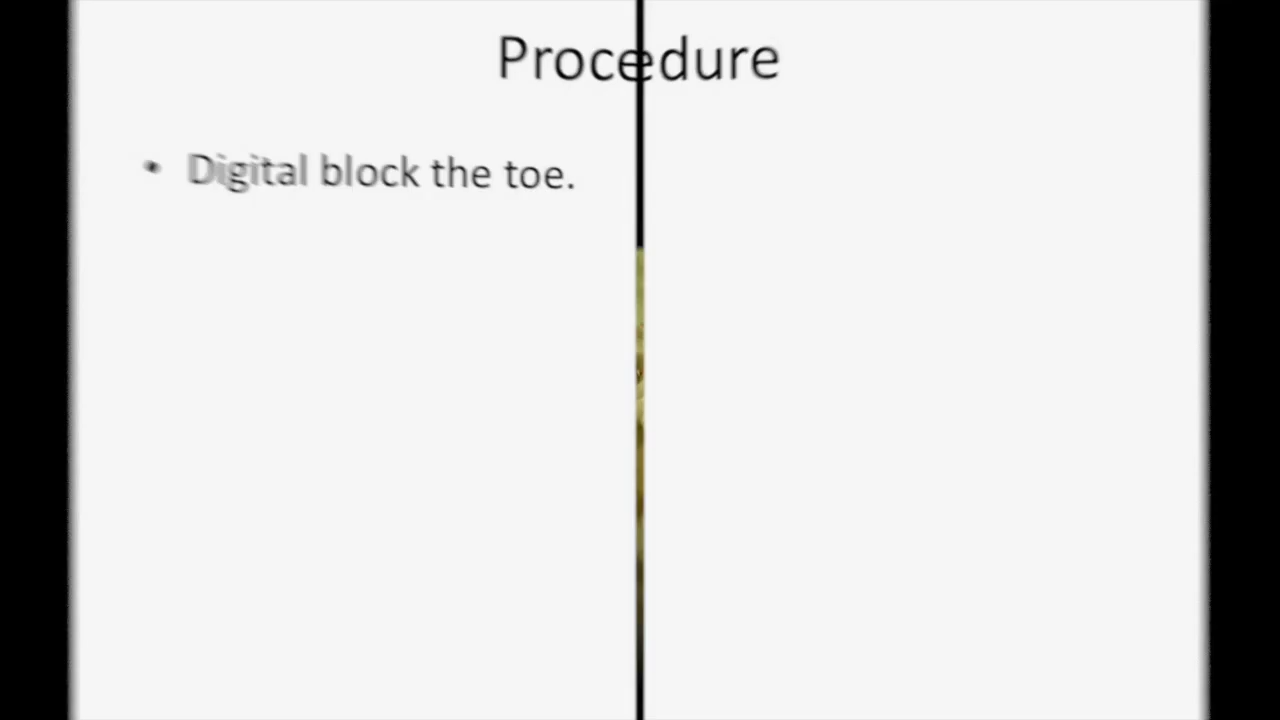 Procedure
• Digital block the toe.